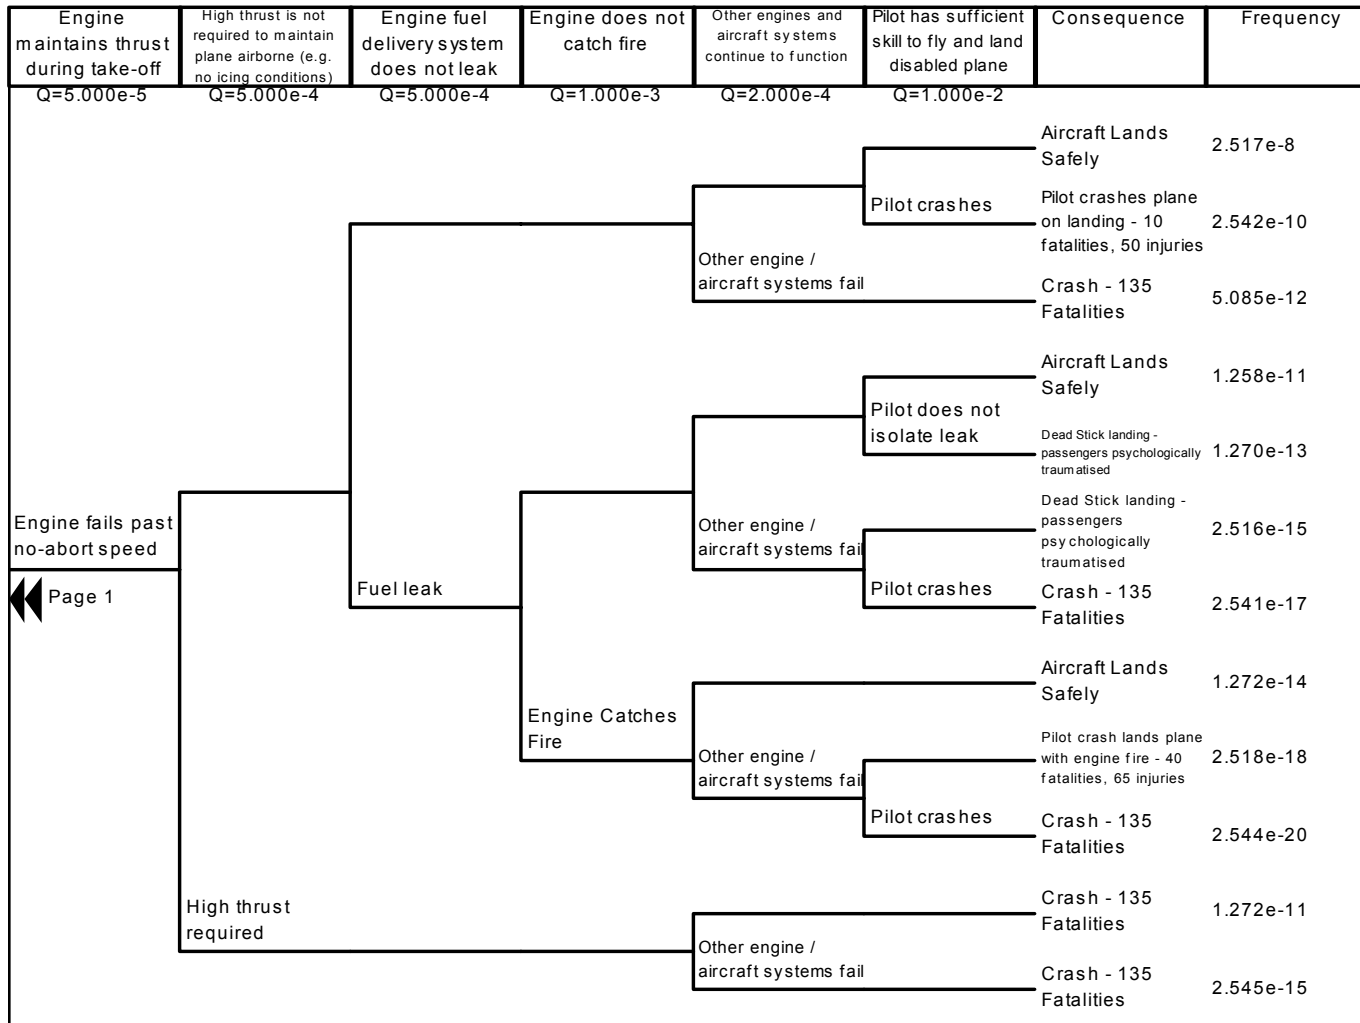 Engine
maintains thrust
during take-off
High thrust is not
required to maintain
plane airborne (e.g.
no icing conditions)
Engine fuel
delivery system
does not leak
Engine does not
catch fire
Other engines and
aircraft systems
continue to function
Pilot has sufficient
skill to fly and land
disabled plane
Consequence
Frequency
Q=5.000e-5
Q=5.000e-4
Q=5.000e-4
Q=1.000e-3
Q=2.000e-4
Q=1.000e-2
Aircraft Lands
Safely
2.517e-8
Pilot crashes
Pilot crashes plane
on landing - 10
fatalities, 50 injuries
2.542e-10
Other engine /
aircraft systems fail
Crash - 135
Fatalities
5.085e-12
Aircraft Lands
Safely
1.258e-11
Pilot does not
isolate leak
Dead Stick landing -
passengers psychologically
traumatised
1.270e-13
Engine fails past
no-abort speed
Other engine /
aircraft systems fail
Dead Stick landing -
passengers
psychologically
traumatised
2.516e-15
Page 1
Fuel leak
Pilot crashes
Crash - 135
Fatalities
2.541e-17
Aircraft Lands
Safely
1.272e-14
Engine Catches
Fire
Other engine /
aircraft systems fail
Pilot crash lands plane
with engine fire - 40
fatalities, 65 injuries
2.518e-18
Pilot crashes
Crash - 135
Fatalities
2.544e-20
High thrust
required
Crash - 135
Fatalities
1.272e-11
Other engine /
aircraft systems fail
Crash - 135
Fatalities
2.545e-15